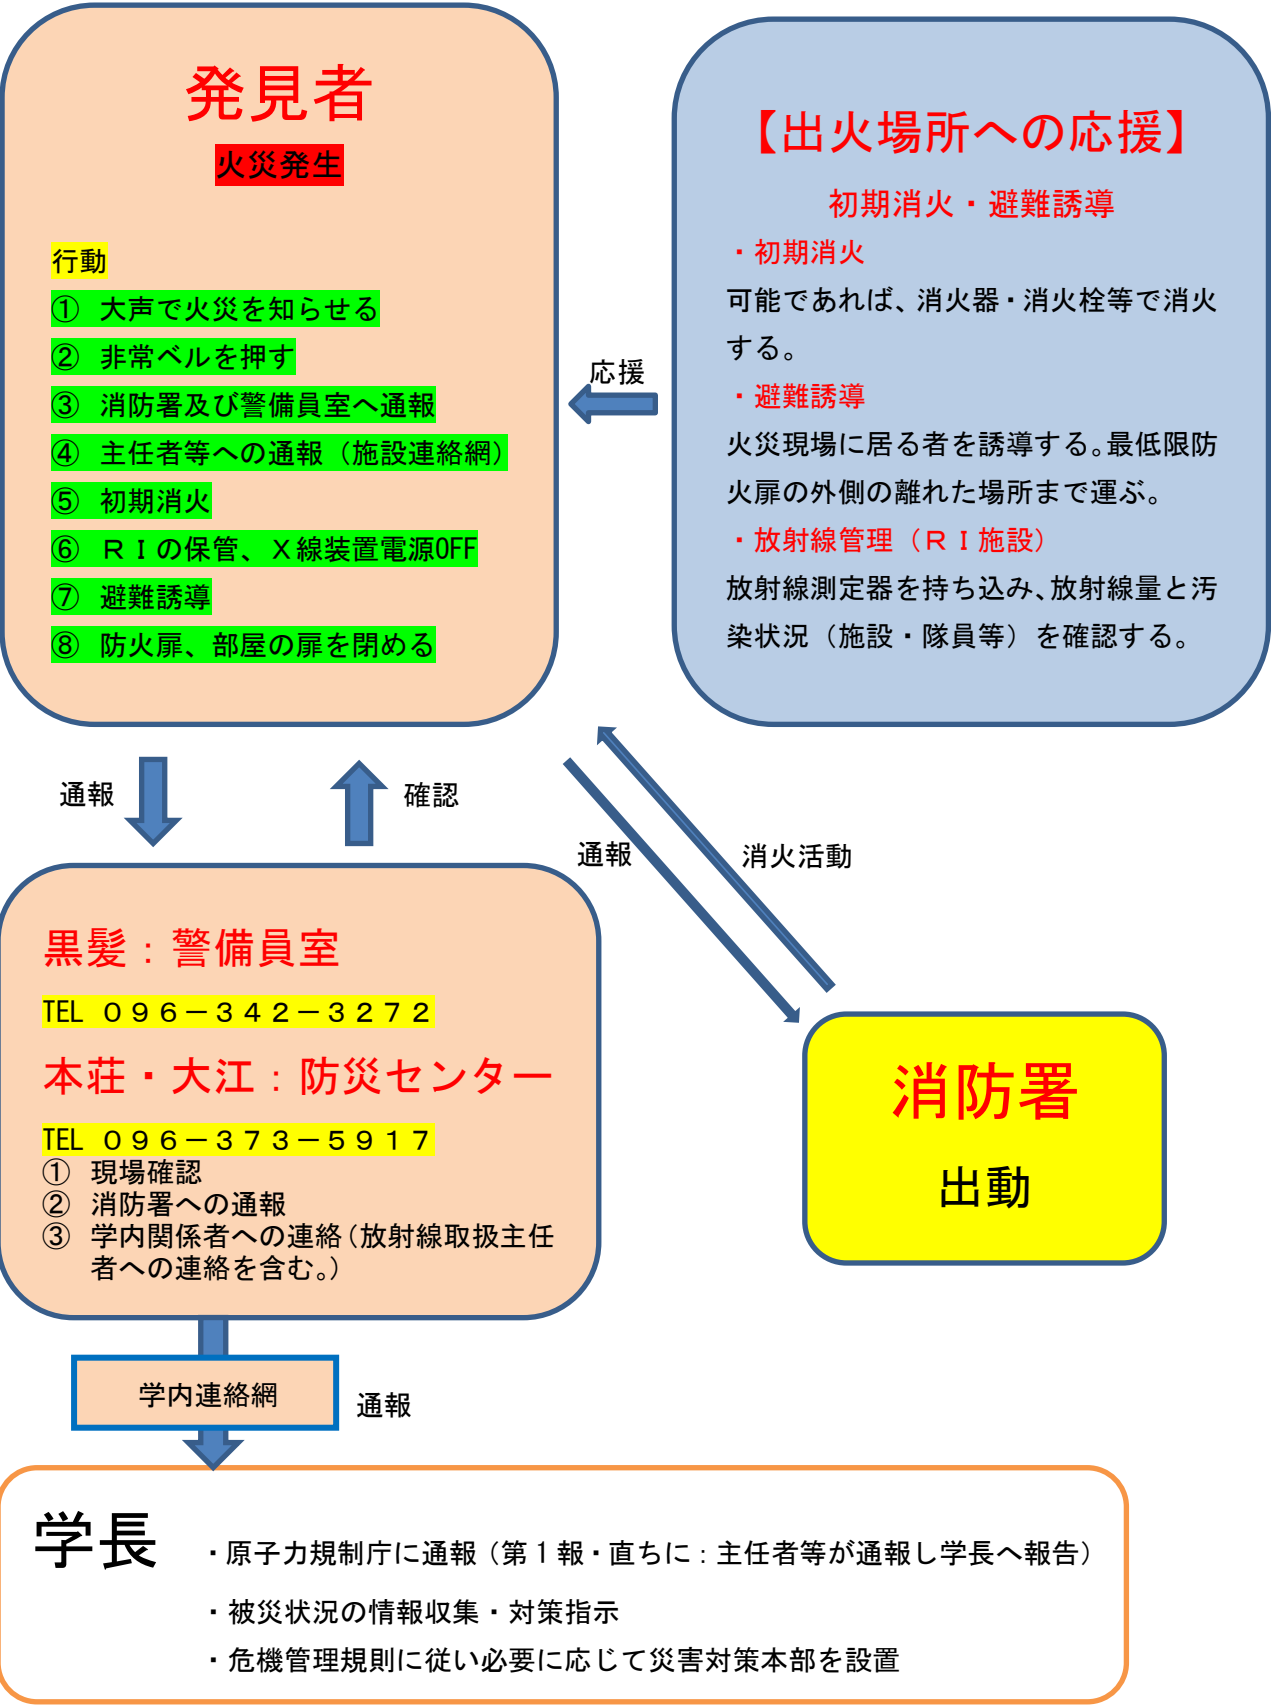 発見者
火災発生
行動
① 大声で火災を知らせる
② 非常ベルを押す
③ 消防署及び警備員室へ通報
④ 主任者等への通報（施設連絡網）
⑤ 初期消火
⑥ ＲＩの保管、Ｘ線装置電源OFF
⑦ 避難誘導
⑧ 防火扉、部屋の扉を閉める
応援
【出火場所への応援】
初期消火・避難誘導
・初期消火
可能であれば、消火器・消火栓等で消火
する。
・避難誘導
火災現場に居る者を誘導する。最低限防
火扉の外側の離れた場所まで運ぶ。
・放射線管理（ＲＩ施設）
放射線測定器を持ち込み、放射線量と汚
染状況（施設・隊員等）を確認する。
通報
確認
通報
消火活動
黒髪：警備員室
TEL ０９６－３４２－３２７２
本荘・大江：防災センター
TEL ０９６－３７３－５９１７
① 現場確認
② 消防署への通報
③ 学内関係者への連絡（放射線取扱主任
者への連絡を含む。）
消防署
出動
学内連絡網
通報
学長
・原子力規制庁に通報（第１報・直ちに：主任者等が通報し学長へ報告）
・被災状況の情報収集・対策指示
・危機管理規則に従い必要に応じて災害対策本部を設置